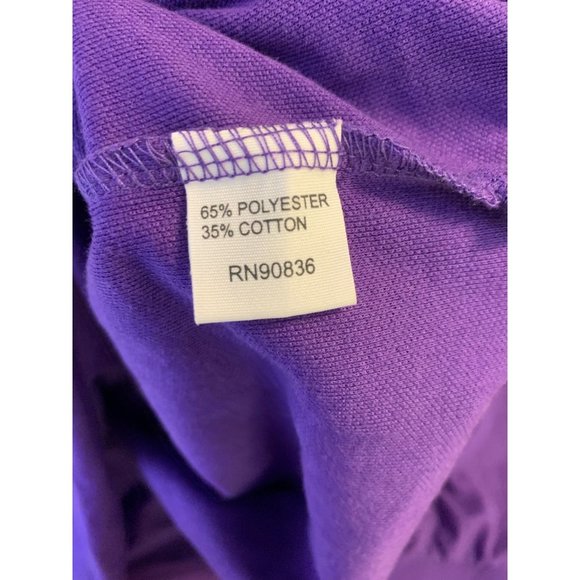 65% POLYESTER
35% COTTON
RN90836